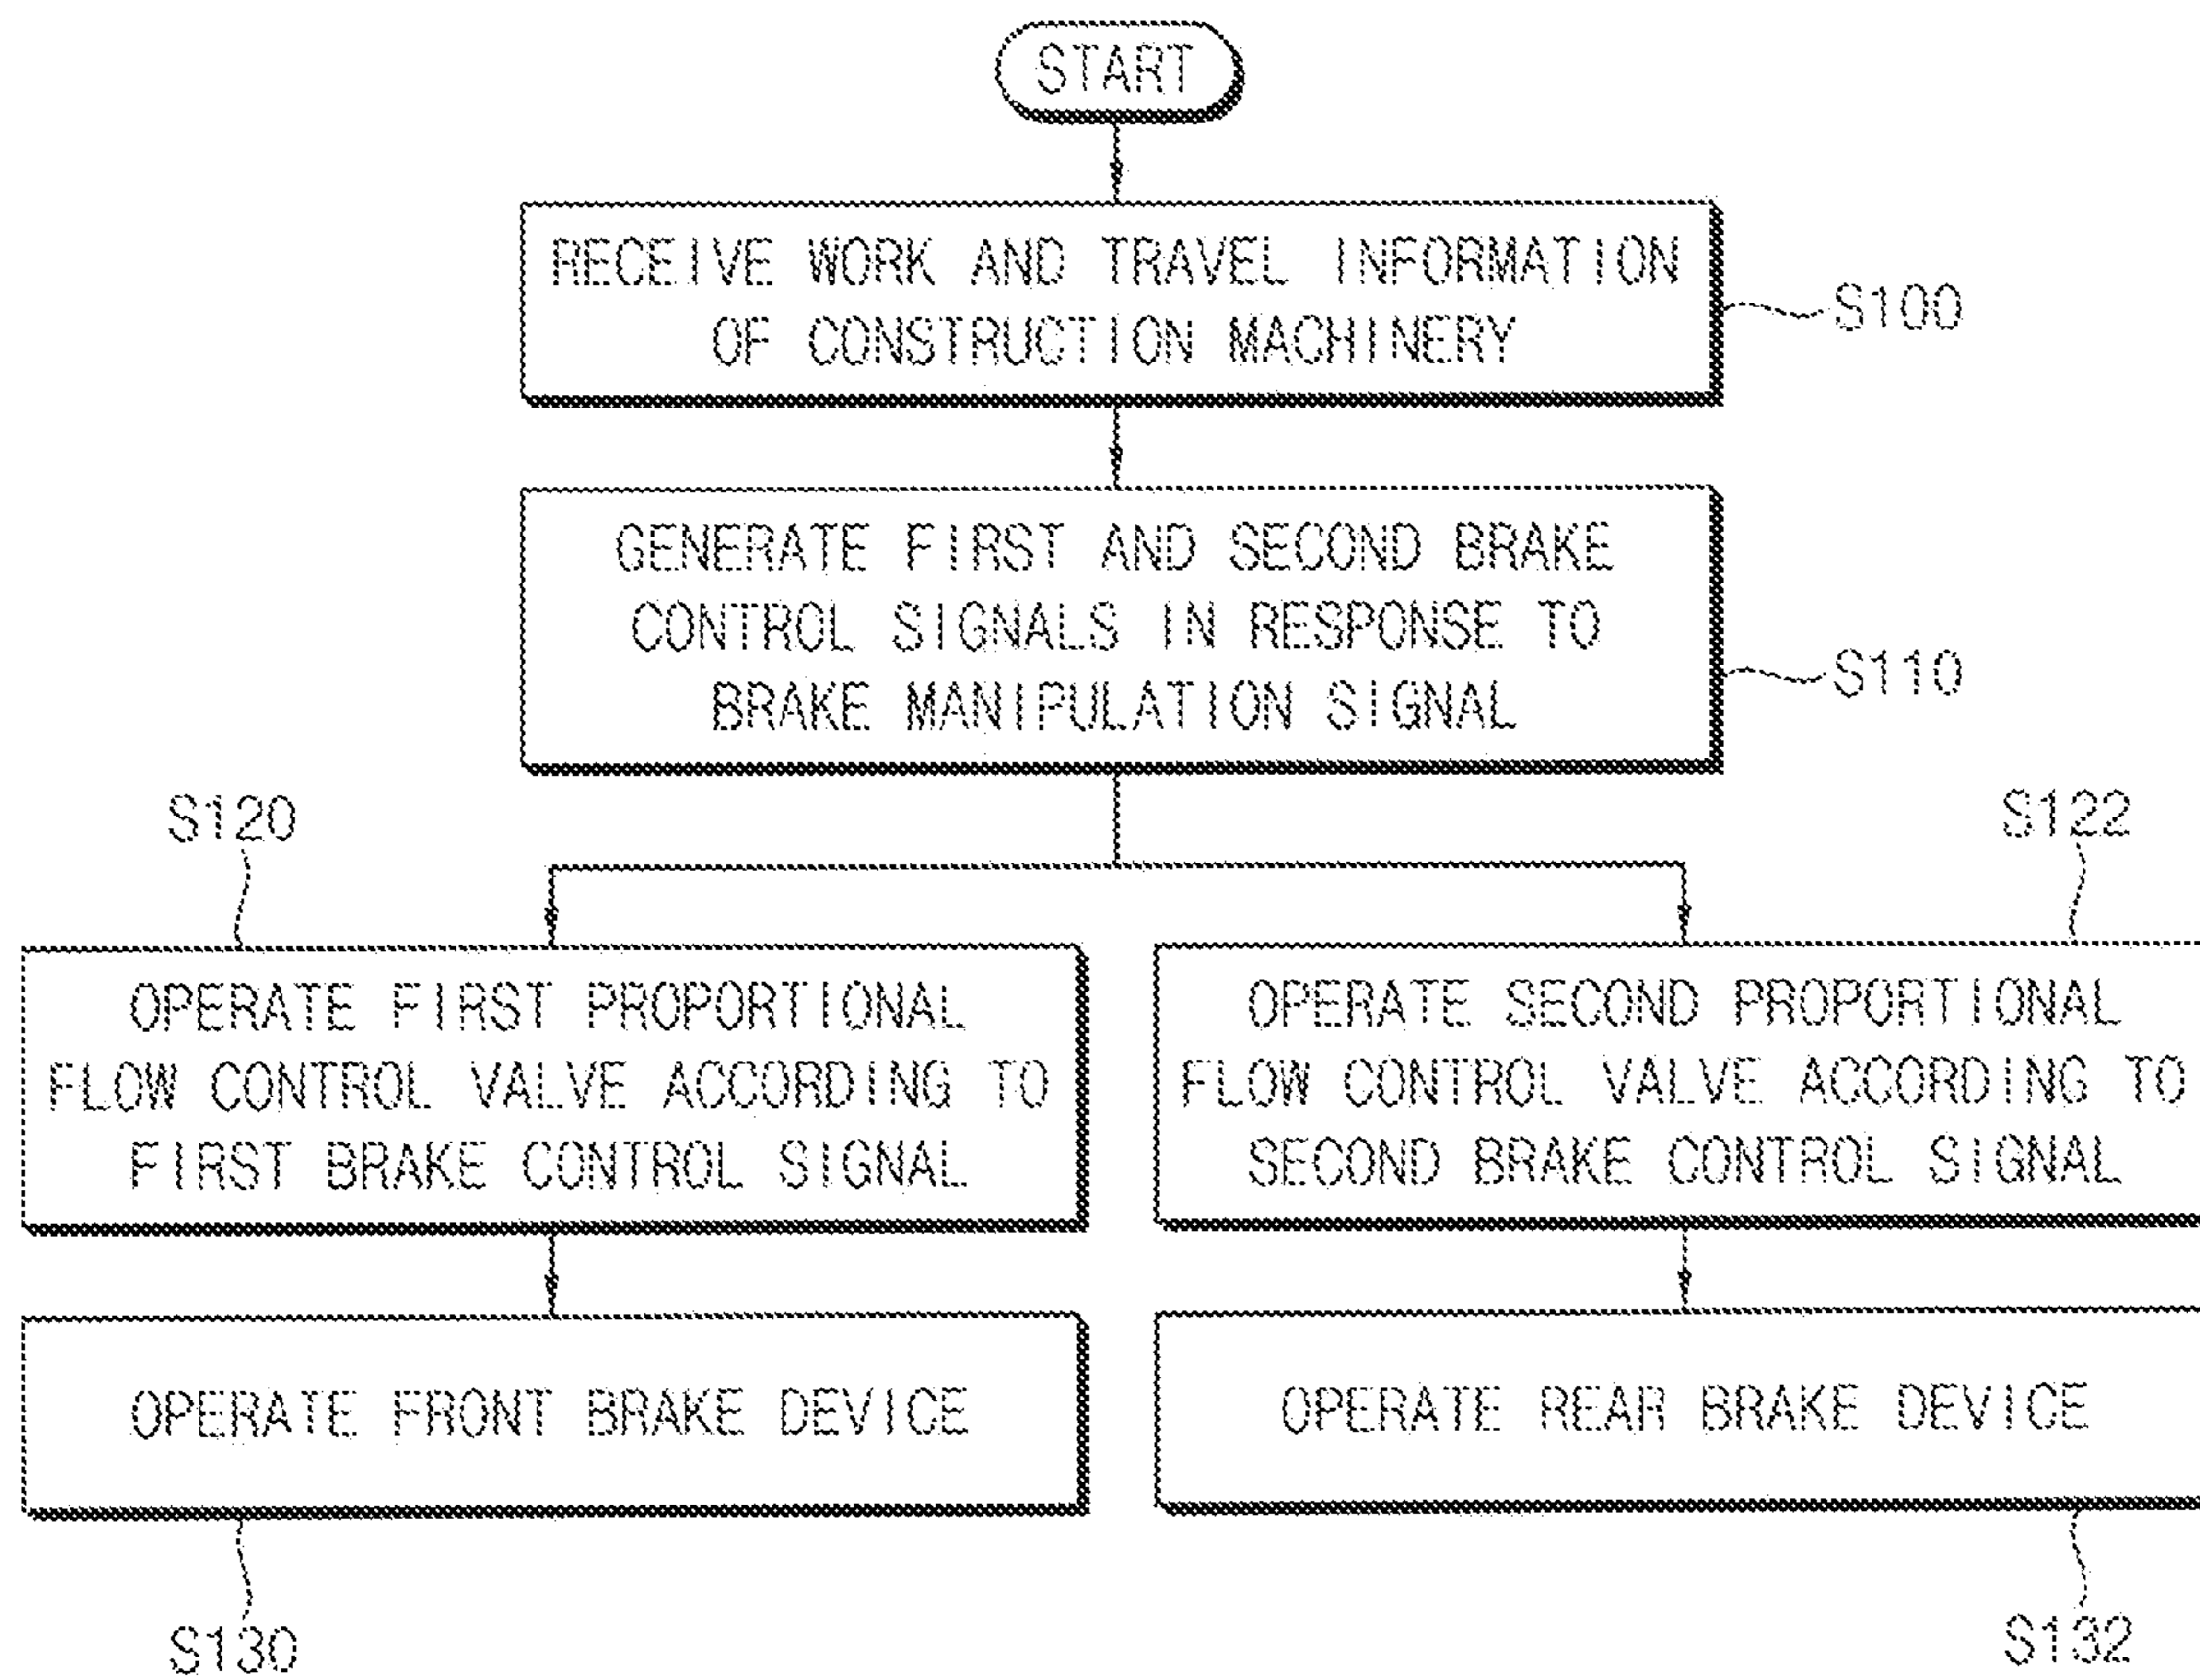 START
RECEIVE WORK AND TRAVEL INFORMATION
OF CONSTRUCTION MACHINERY
S100
GENERATE FIRST AND SECOND BRAKE
CONTROL SIGNALS IN RESPONSE TO
BRAKE MANIPULATION SIGNAL
S110
S120
OPERATE FIRST PROPORTIONAL
FLOW CONTROL VALVE ACCORDING TO
FIRST BRAKE CONTROL SIGNAL
S122
OPERATE SECOND PROPORTIONAL
FLOW CONTROL VALVE ACCORDING TO
SECOND BRAKE CONTROL SIGNAL
OPERATE FRONT BRAKE DEVICE
S130
OPERATE REAR BRAKE DEVICE
S132